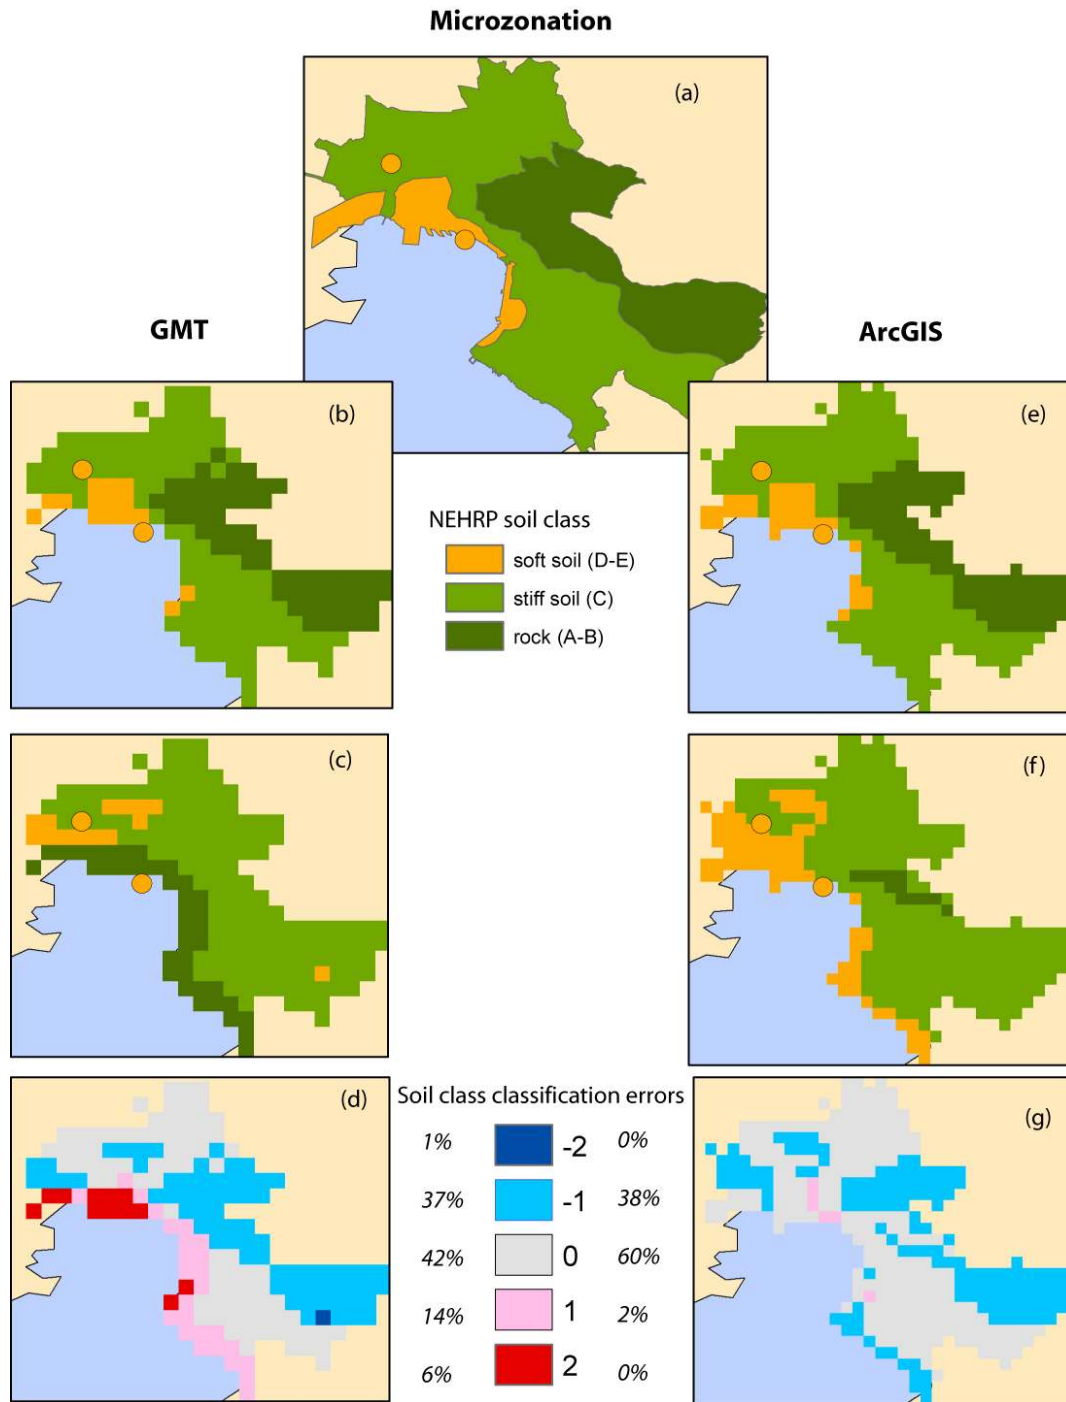 Microzonation
(a)
GMT
ArcGIS
(b)
(e)
NEHRP soil class
soft soil (D-E)
stiff soil (C)
rock (A-B)
(c)
(f)
(d)
Soil class classification errors
(g)
1% -2 0%
37% -1 38%
42% 0 60%
14% 1 2%
6% 2 0%